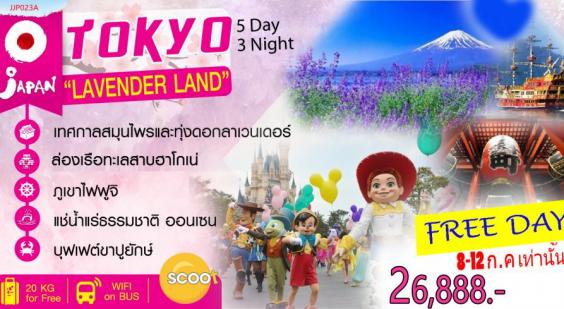 JJP023A
TOKYO
5 Day
3 Night
JAPAN
“LAVENDER LAND”
เทศกาลสมุนไพรและทุ่งดอกลาเวนเดอร์
ล่องเรือทะเลสาบฮาโกเน่
ภูเขาไฟฟูจิ
แช่น้ำแร่ธรรมชาติ ออนเซน
บุฟเฟต์ขาปูยักษ์
FREE DAY
8-12 ก.ค เท่านั้น
26,888.-
20 KG
for Free
WIFI
on BUS
scoot